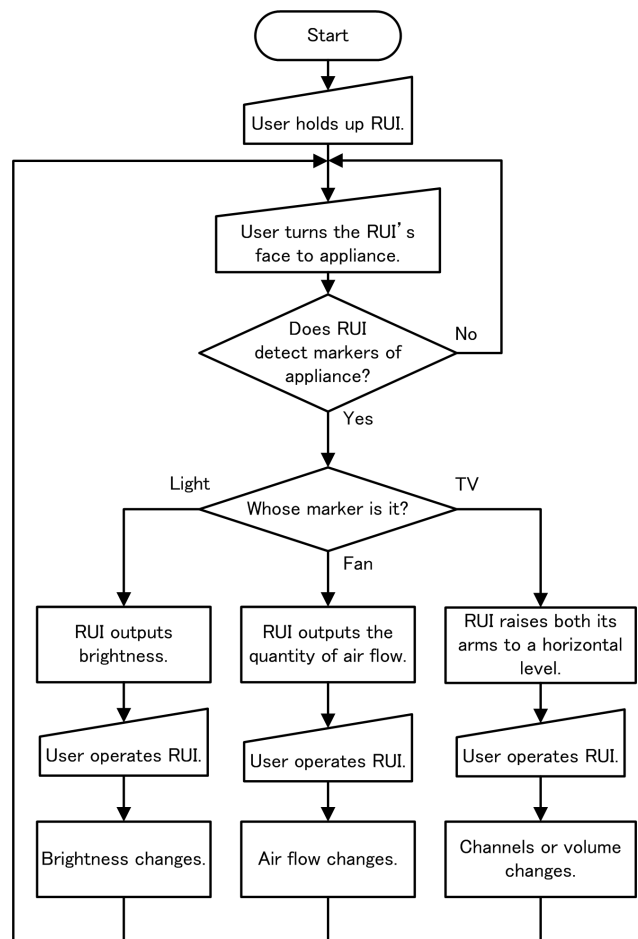 Start
User holds up RUI.
User turns the RUI's
face to appliance.
Does RUI
detect markers of
appliance?
No
Yes
Light
Whose marker is it?
TV
Fan
RUI outputs
brightness.
RUI outputs the
quantity of air flow.
RUI raises both its
arms to a horizontal
level.
User operates RUI.
User operates RUI.
User operates RUI.
Brightness changes.
Air flow changes.
Channels or volume
changes.